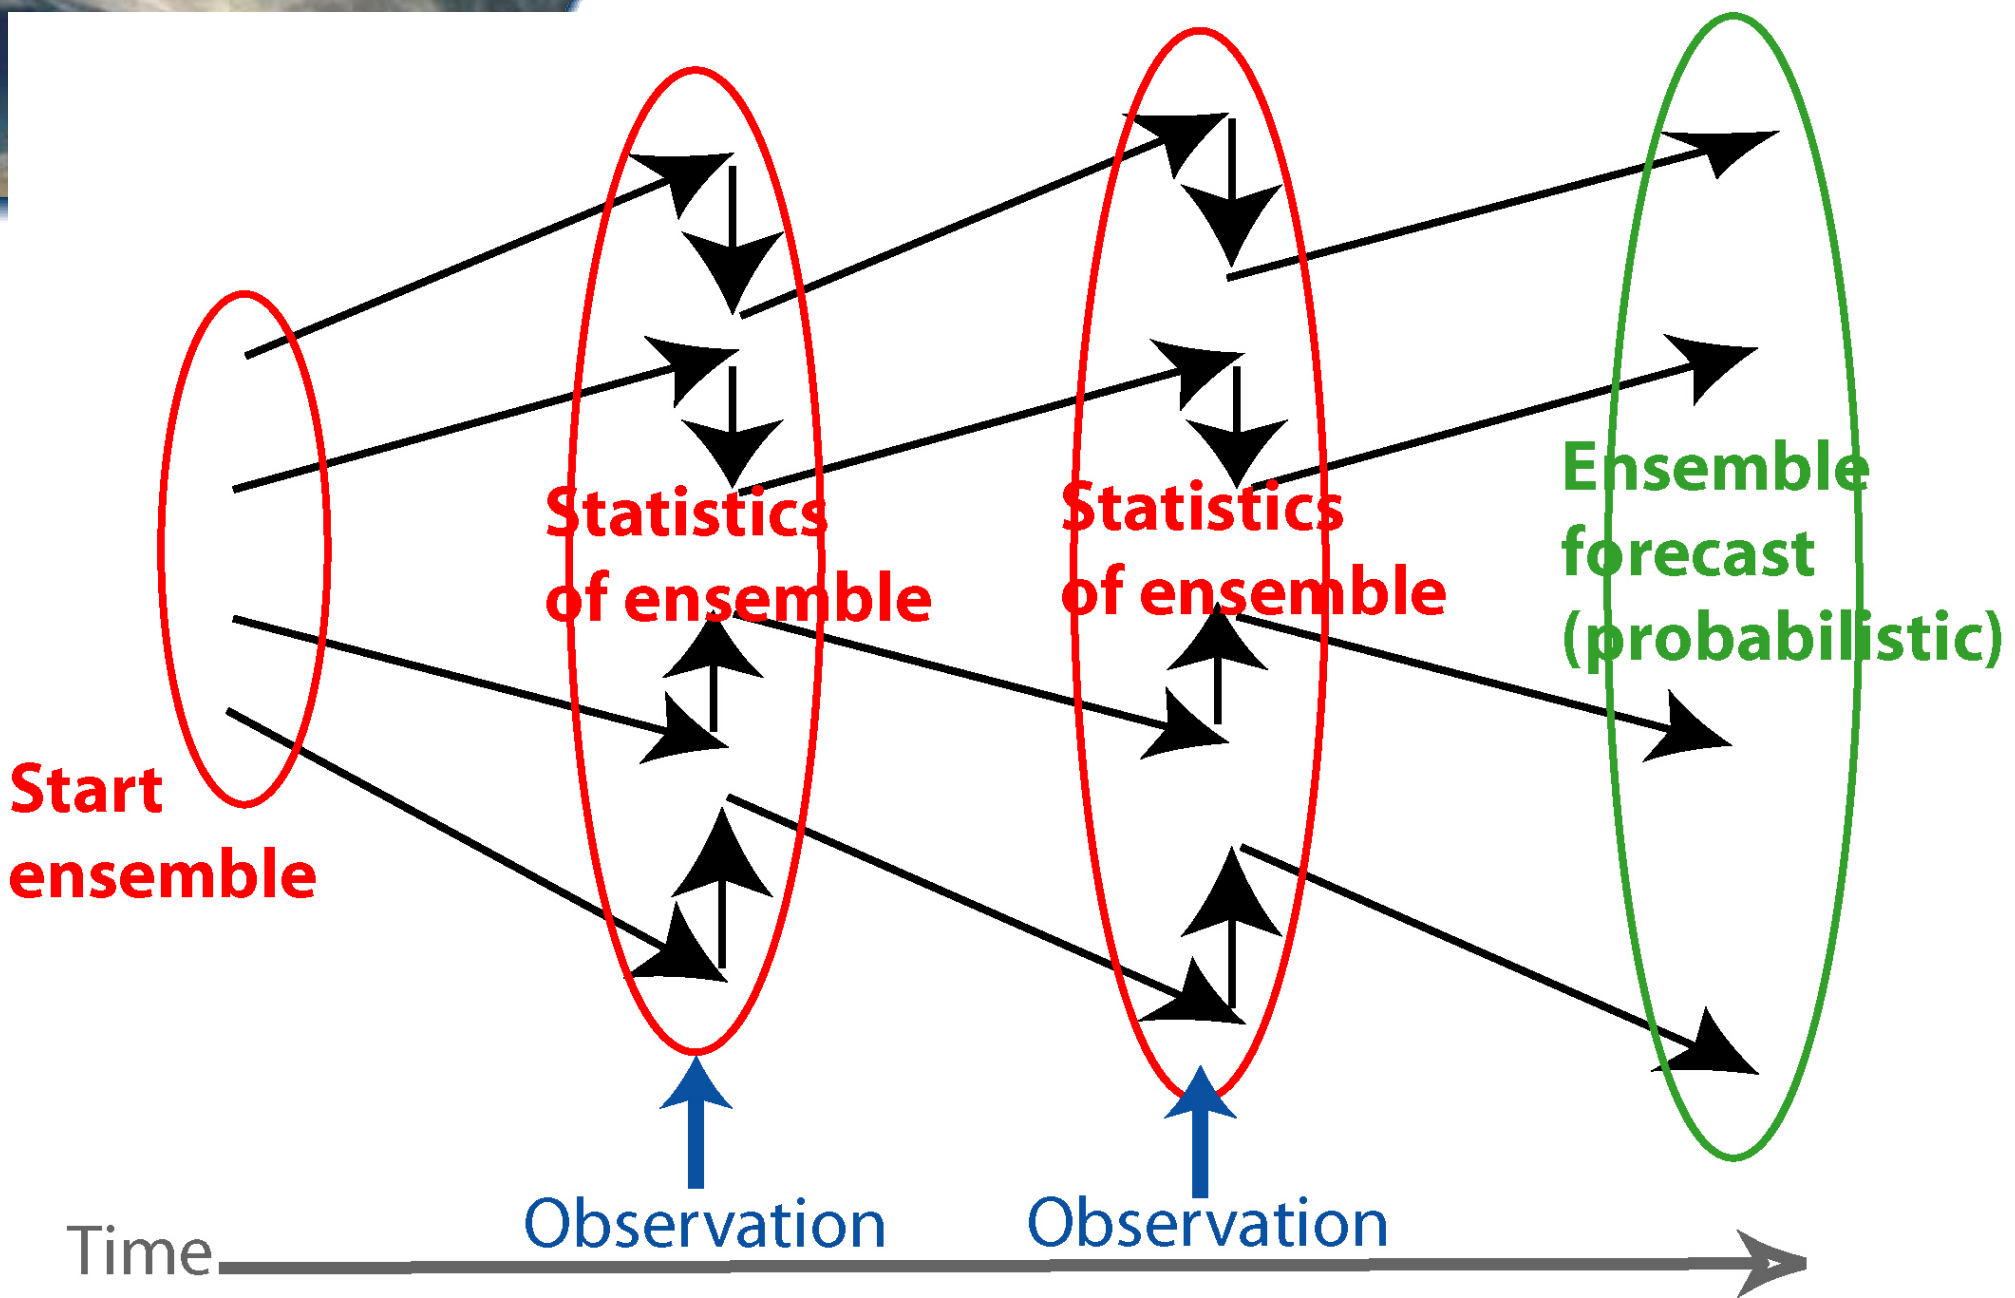 Statistics
of ensemble
Statistics
of ensemble
Ensemble
forecast
(probabilistic)
Start
ensemble
Observation
Observation
Time